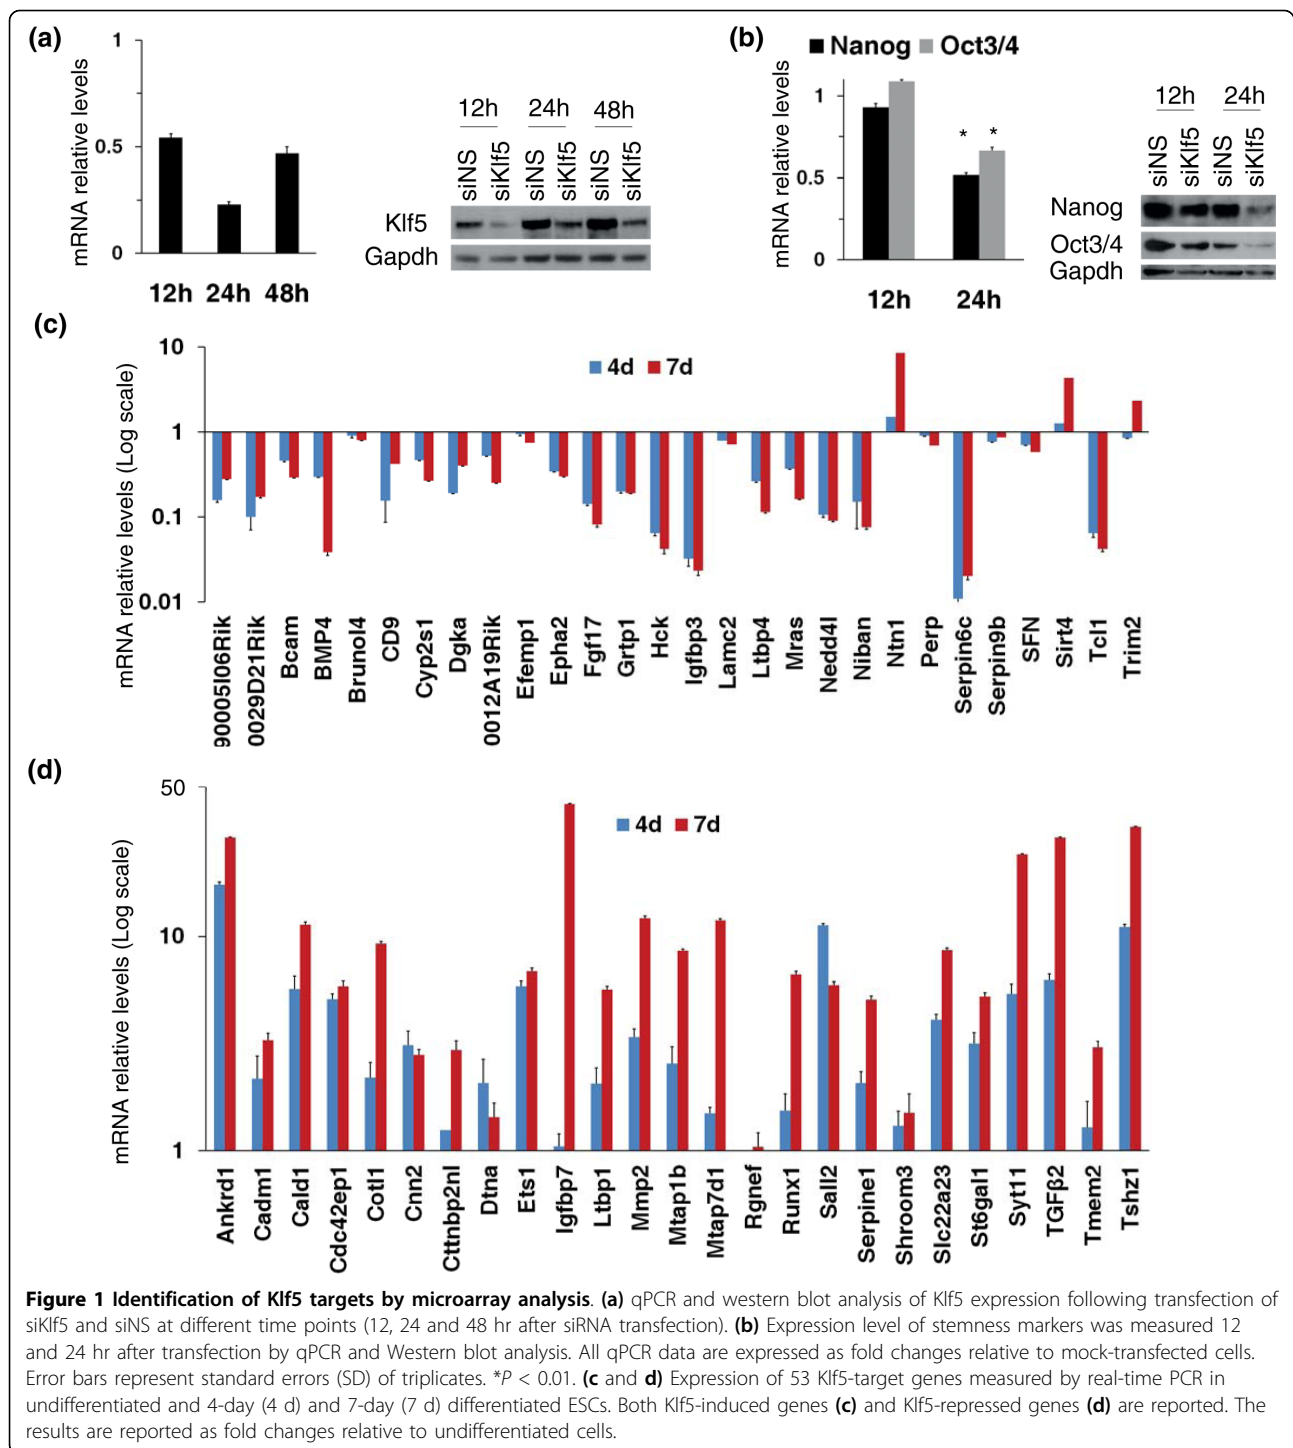 (a)
1
0.5
0
mRNA relative levels
12h 24h 48h
12h 24h 48h
siNS siKlf5 siNS siKlf5 siNS siKlf5
Klf5
Gapdh
(b)
Nanog Oct3/4
1
0.5
0
mRNA relative levels
* *
12h 24h
12h 24h
siNS siKlf5 siNS siKlf5
Nanog
Oct3/4
Gapdh
(c)
10
1
0.1
0.01
mRNA relative levels (Log scale)
4d 7d
90005I06Rik
0029D21Rik
Bcam
BMP4
Brunol4
CD9
Cyp2s1
Dgka
0012A19Rik
Efemp1
Epha2
Fgf17
Grtp1
Hck
Igfbp3
Lamc2
Ltbp4
Mras
Nedd4l
Niban
Ntn1
Perp
Serpin6c
Serpin9b
SFN
Sirt4
Tcl1
Trim2
(d)
50
10
1
mRNA relative levels (Log scale)
4d 7d
Ankrd1
Cadm1
Cald1
Cdc42ep1
Cotl1
Cnn2
Cttnbp2nl
Dtna
Ets1
Igfbp7
Ltbp1
Mmp2
Mtap1b
Mtap7d1
Rgnef
Runx1
Sall2
Serpine1
Shroom3
Slc22a23
St6gal1
Syt11
TGFβ2
Tmem2
Tshz1
Figure 1 Identification of Klf5 targets by microarray analysis. (a) qPCR and western blot analysis of Klf5 expression following transfection of
siKlf5 and siNS at different time points (12, 24 and 48 hr after siRNA transfection). (b) Expression level of stemness markers was measured 12
and 24 hr after transfection by qPCR and Western blot analysis. All qPCR data are expressed as fold changes relative to mock-transfected cells.
Error bars represent standard errors (SD) of triplicates. *P < 0.01. (c and d) Expression of 53 Klf5-target genes measured by real-time PCR in
undifferentiated and 4-day (4 d) and 7-day (7 d) differentiated ESCs. Both Klf5-induced genes (c) and Klf5-repressed genes (d) are reported. The
results are reported as fold changes relative to undifferentiated cells.